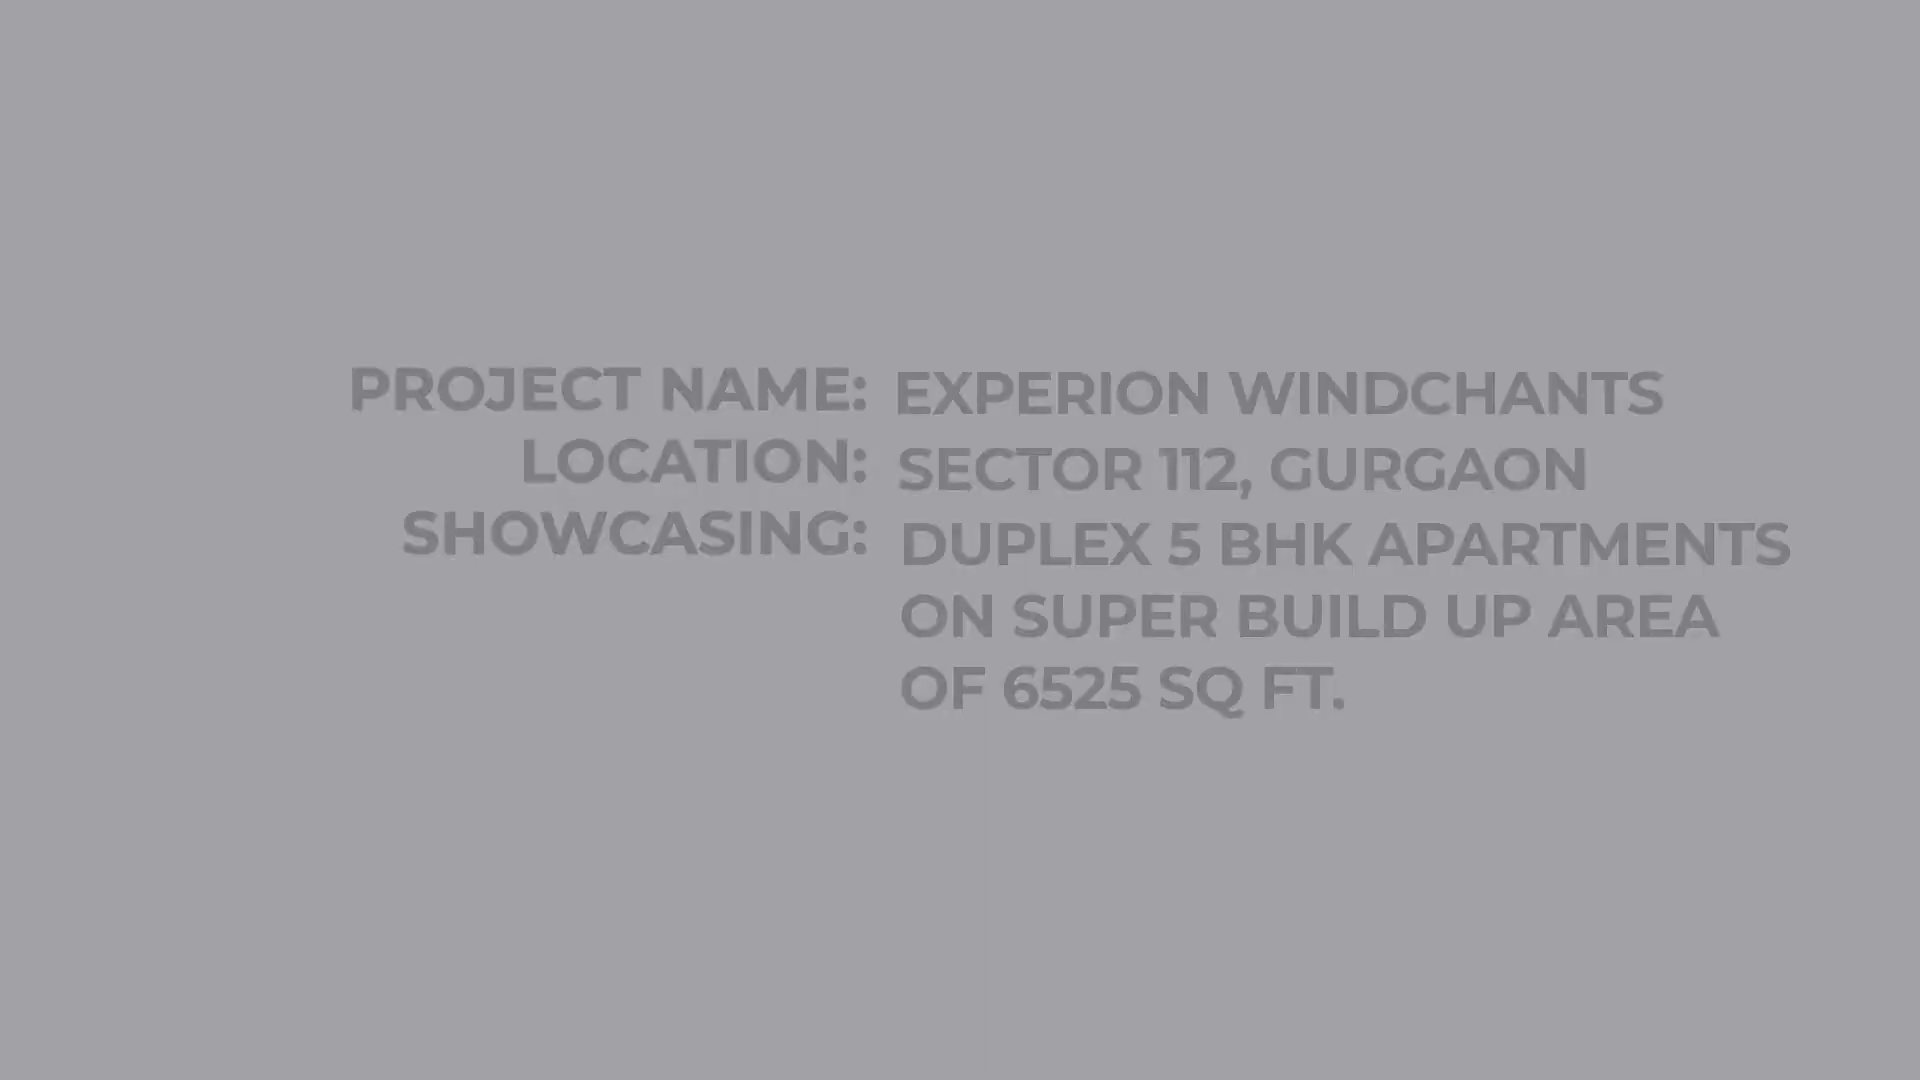 PROJECT NAME: EXPERION WINDCHANTS
LOCATION: SECTOR 112, GURGAON
SHOWCASING: DUPLEX 5 BHK APARTMENTS
ON SUPER BUILD UP AREA
OF 6525 SQ FT.